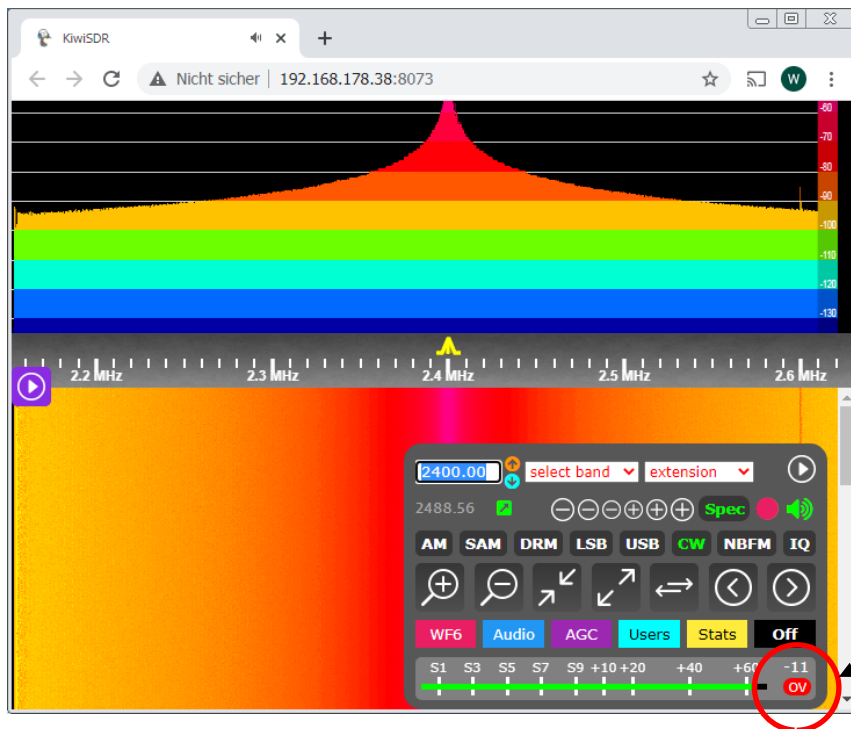 KiwiSDR
Nicht sicher | 192.168.178.38:8073
W
-60
-70
-80
-90
-100
-110
-120
-130
2.2 MHz 2.3 MHz 2.4 MHz 2.5 MHz 2.6 MHz
2400.00 select band extension
2488.56 Spec
AM SAM DRM LSB USB CW NBFM IQ
WF6 Audio AGC Users Stats Off
S1 S3 S5 S7 S9 +10 +20 +40 +60 -11
OV